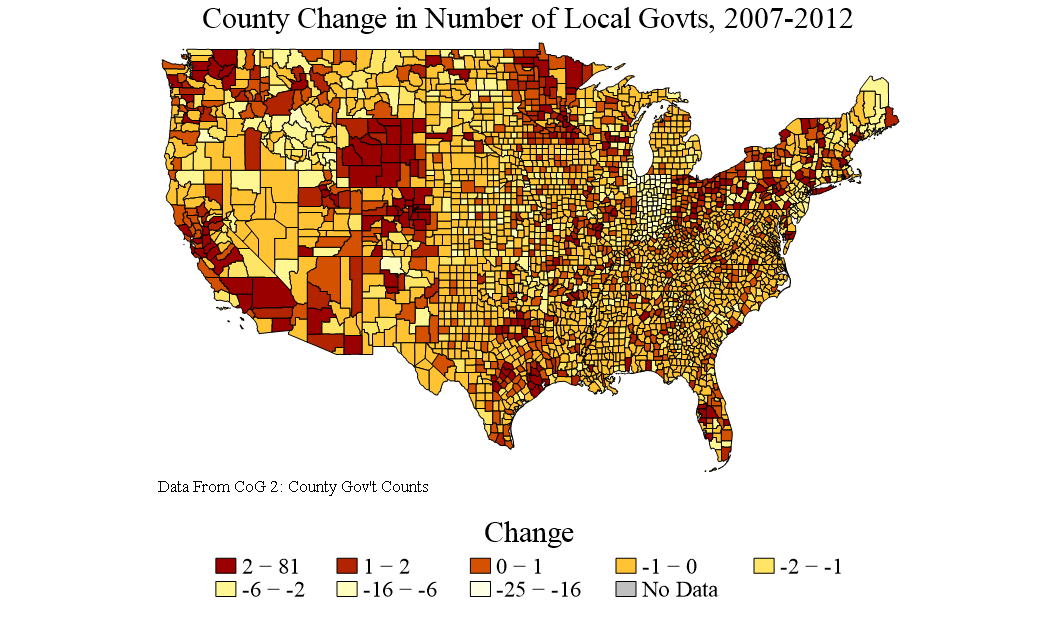 County Change in Number of Local Govts, 2007-2012
Data From CoG 2: County Gov't Counts
Change
2 − 81 1 − 2 0 − 1 -1 − 0 -2 − -1
-6 − -2 -16 − -6 -25 − -16 No Data